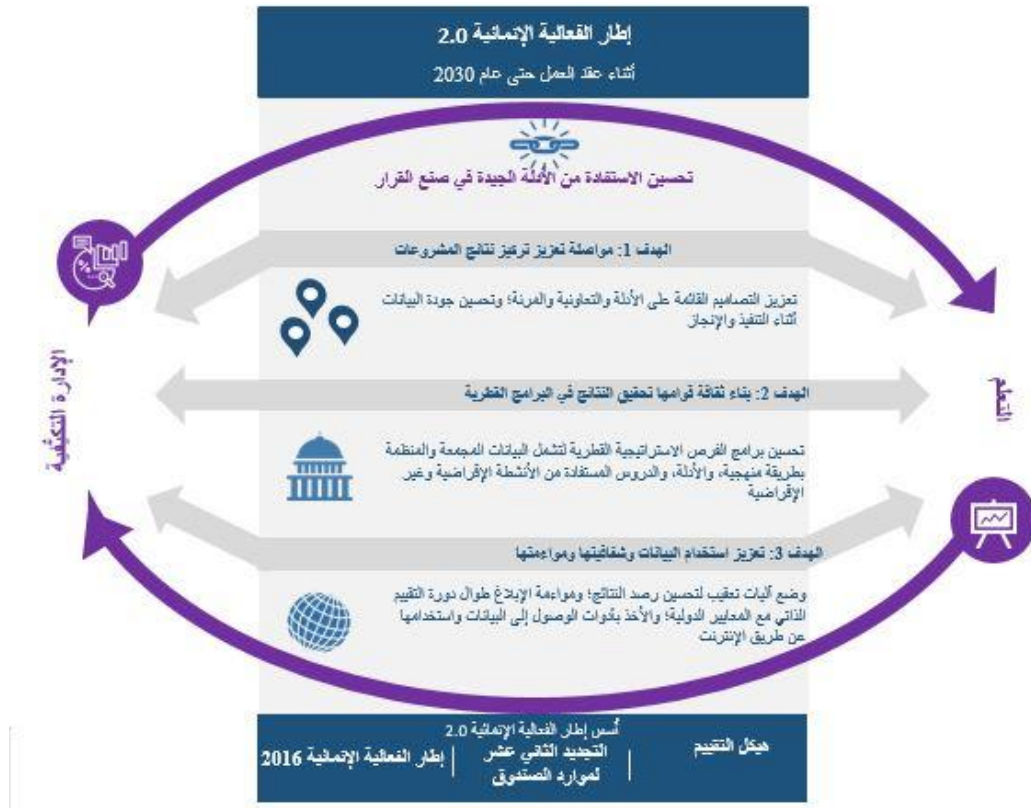 إطار الفعالية الإنمائية 2.0
أثناء عقد العمل حتى عام 2030
تحسين الاستفادة من الأدلة الجيدة في صنع القرار
الهدف 1: مواصلة تعزيز تركيز نتائج المشروعات
تعزيز التصاميم القائمة على الأدلة والتعاونية والمرنة؛ وتحسين جودة البيانات
أثناء التنفيذ والإنجاز
الهدف 2: بناء ثقافة قوامها تحقيق النتائج في البرامج القطرية
تحسين برامج الفرص الاستراتيجية القطرية لتشمل البيانات المجمعة والمنظمة
بطريقة منهجية، والأدلة، والدروس المستفادة من الأنشطة الإقراضية وغير
الإقراضية
الهدف 3: تعزيز استخدام البيانات وشفافيتها ومواءمتها
وضع آليات تعقيب لتحسين رصد النتائج؛ ومواءمة الإبلاغ طوال دورة التقييم
الذاتي مع المعايير الدولية؛ والأخذ بأدوات الوصول إلى البيانات واستخدامها
عن طريق الإنترنت
التعلم
الإدارة التكيُّفية
أُسس إطار الفعالية الإنمائية 2.0
هيكل التقييم
التجديد الثاني عشر
لموارد الصندوق
إطار الفعالية الإنمائية 2016